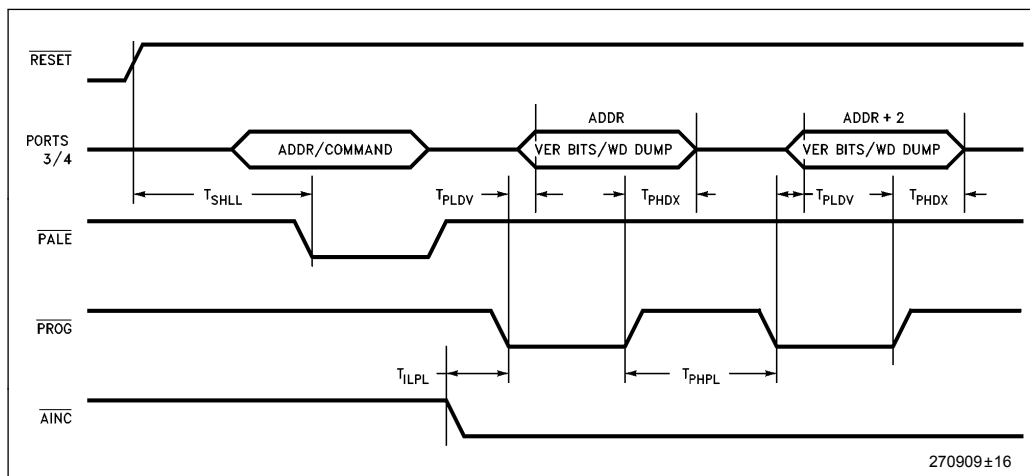 RESET
PORTS
3/4
ADDR/COMMAND
ADDR
VER BITS/WD DUMP
ADDR + 2
VER BITS/WD DUMP
TSHLL
TPLDV
TPHDX
TPLDV
TPHDX
PALE
PROG
TILPL
TPHPL
AINC
270909±16